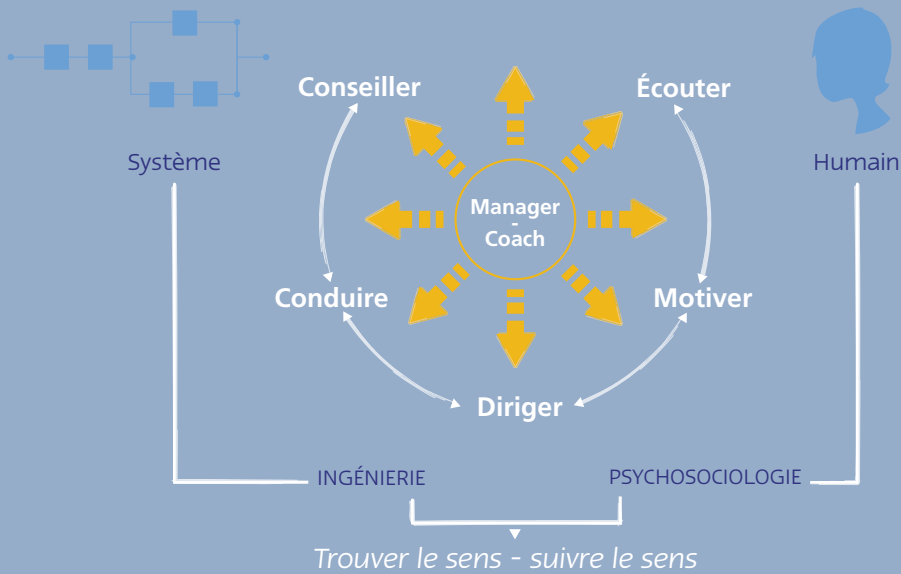 Conseiller
Écouter
Système
Humain
Manager
-
Coach
Conduire
Motiver
Diriger
INGÉNIERIE
PSYCHOSOCIOLOGIE
Trouver le sens - suivre le sens